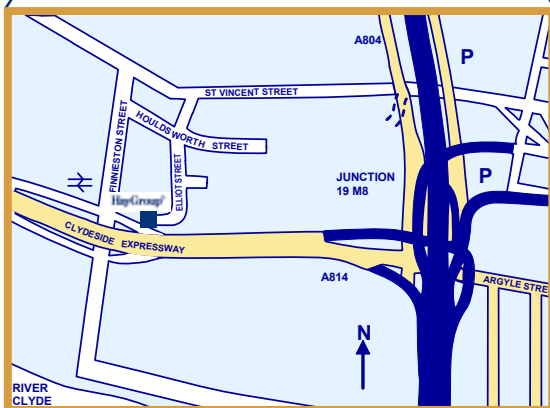 A804
P
ST VINCENT STREET
FINNIESTON STREET
HOULDSWORTH STREET
ELLIOT STREET
JUNCTION
19 M8
P
HayGroup®
CLYDESIDE EXPRESSWAY
A814
ARGYLE STRE
N
RIVER
CLYDE